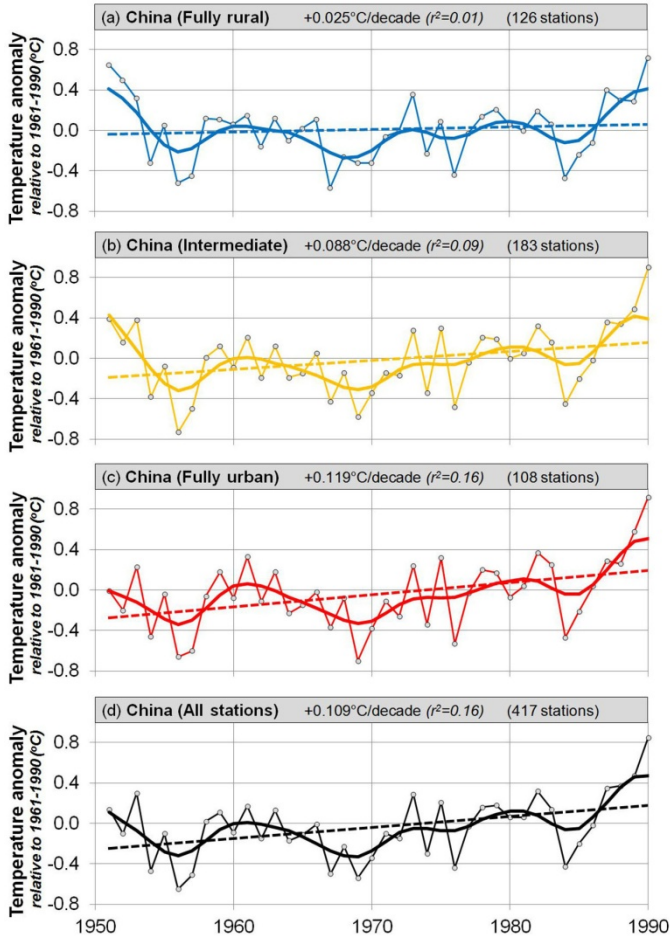 (a) China (Fully rural) +0.025°C/decade (r²=0.01) (126 stations)
Temperature anomaly
relative to 1961-1990 (°C)
0.8
0.4
0.0
-0.4
-0.8
(b) China (Intermediate) +0.088°C/decade (r²=0.09) (183 stations)
Temperature anomaly
relative to 1961-1990 (°C)
0.8
0.4
0.0
-0.4
-0.8
(c) China (Fully urban) +0.119°C/decade (r²=0.16) (108 stations)
Temperature anomaly
relative to 1961-1990 (°C)
0.8
0.4
0.0
-0.4
-0.8
(d) China (All stations) +0.109°C/decade (r²=0.16) (417 stations)
Temperature anomaly
relative to 1961-1990 (°C)
0.8
0.4
0.0
-0.4
-0.8
1950 1960 1970 1980 1990